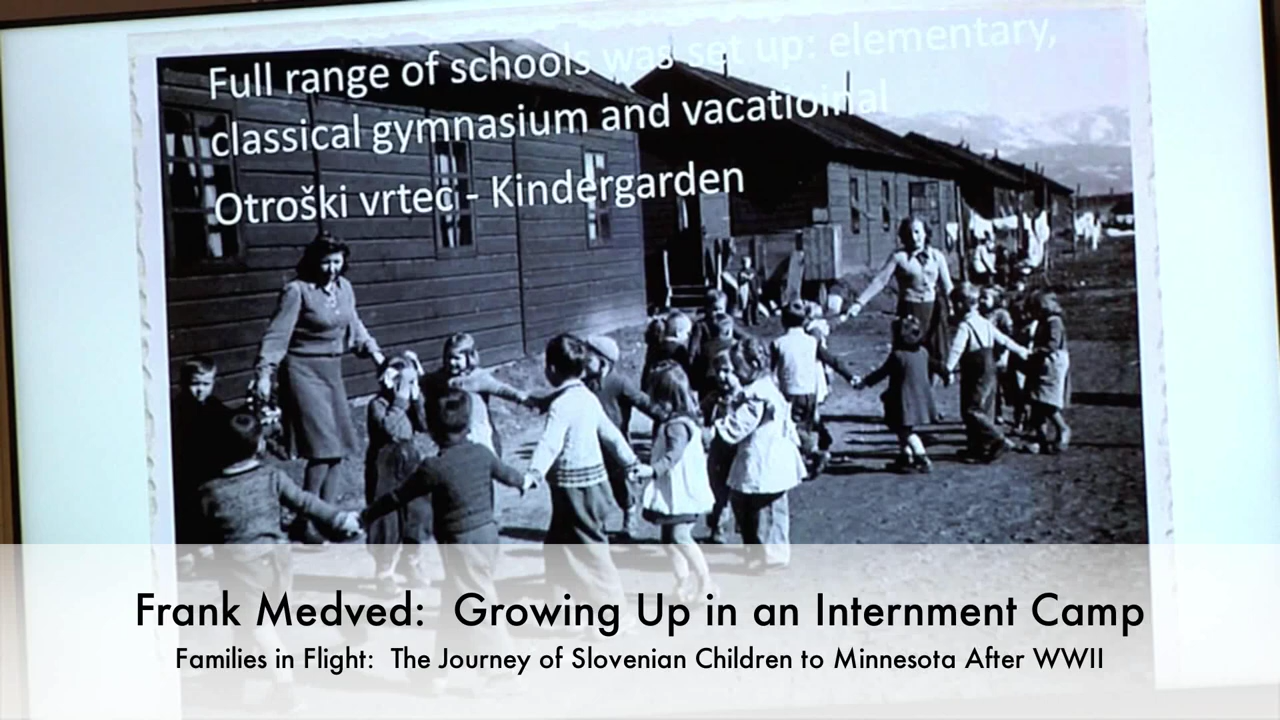 Full range of schools was set up: elementary,
classical gymnasium and vacatioinal
Otroški vrtec - Kindergarden
Frank Medved: Growing Up in an Internment Camp
Families in Flight: The Journey of Slovenian Children to Minnesota After WWII